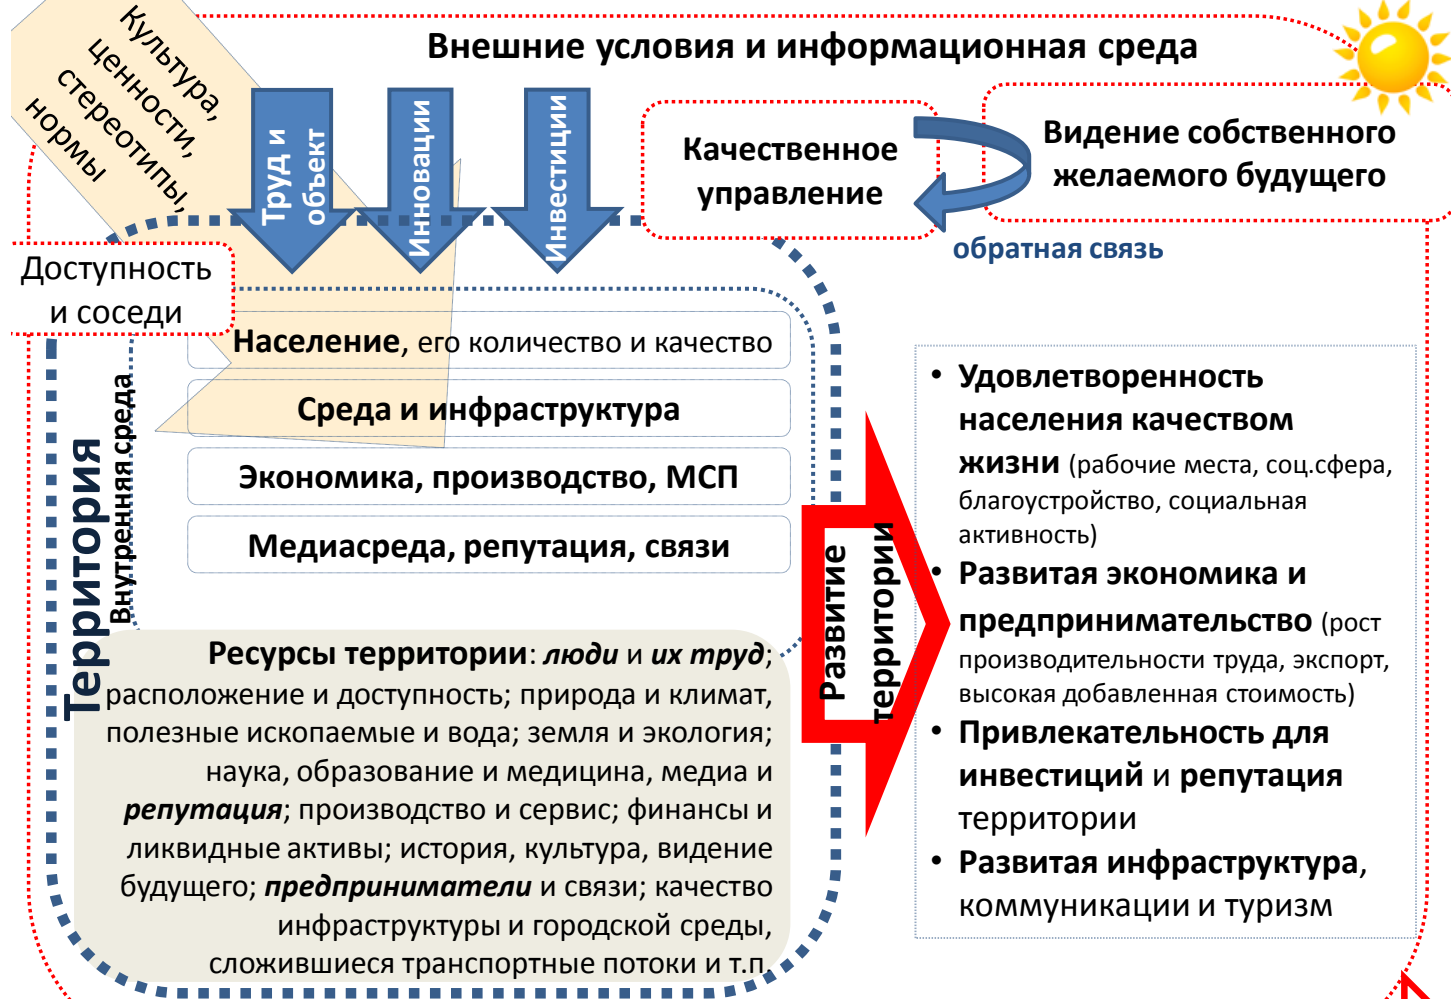 Внешние условия и информационная среда
Культура,
ценности,
стереотипы,
нормы
Труд и
объект
Инновации
Инвестиции
Качественное
управление
Видение собственного
желаемого будущего
обратная связь
Доступность
и соседи
Территория
Внутренняя среда
Население, его количество и качество
Среда и инфраструктура
Экономика, производство, МСП
Медиасреда, репутация, связи
Ресурсы территории: люди и их труд;
расположение и доступность; природа и климат,
полезные ископаемые и вода; земля и экология;
наука, образование и медицина, медиа и
репутация; производство и сервис; финансы и
ликвидные активы; история, культура, видение
будущего; предприниматели и связи; качество
инфраструктуры и городской среды,
сложившиеся транспортные потоки и т.п.
Развитие
территории
• Удовлетворенность
населения качеством
жизни (рабочие места, соц.сфера,
благоустройство, социальная
активность)
• Развитая экономика и
предпринимательство (рост
производительности труда, экспорт,
высокая добавленная стоимость)
• Привлекательность для
инвестиций и репутация
территории
• Развитая инфраструктура,
коммуникации и туризм